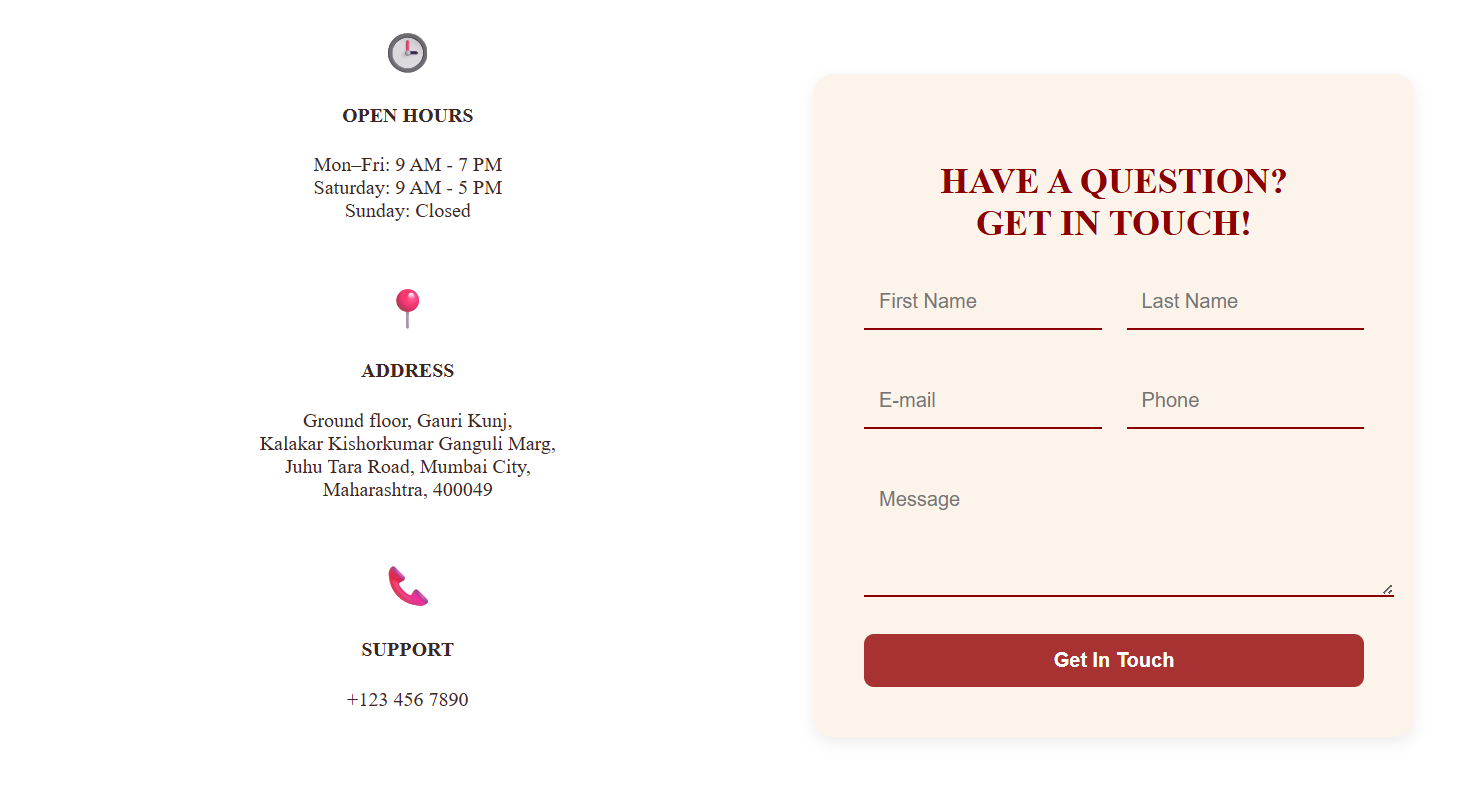 OPEN HOURS
Mon–Fri: 9 AM - 7 PM
Saturday: 9 AM - 5 PM
Sunday: Closed
ADDRESS
Ground floor, Gauri Kunj,
Kalakar Kishorkumar Ganguli Marg,
Juhu Tara Road, Mumbai City,
Maharashtra, 400049
SUPPORT
+123 456 7890
HAVE A QUESTION?
GET IN TOUCH!
First Name
Last Name
E-mail
Phone
Message
Get In Touch